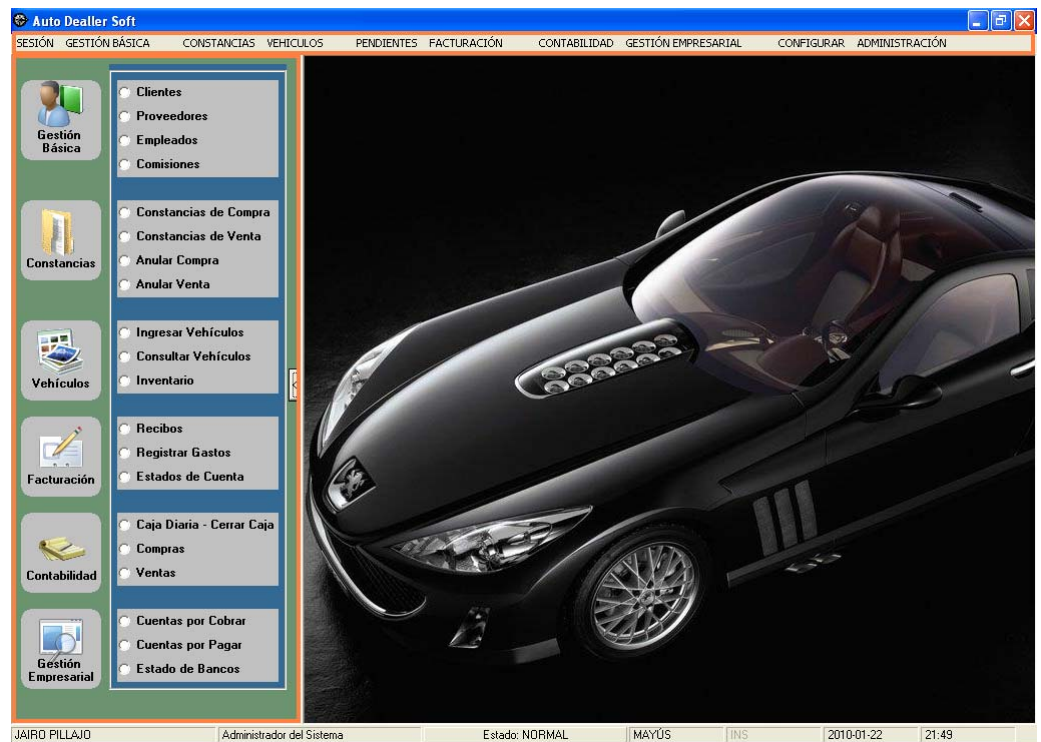 Auto Dealler Soft
SESIÓN GESTIÓN BÁSICA CONSTANCIAS VEHICULOS PENDIENTES FACTURACIÓN CONTABILIDAD GESTIÓN EMPRESARIAL CONFIGURAR ADMINISTRACIÓN
Gestión
Básica
Clientes
Proveedores
Empleados
Comisiones
Constancias
Constancias de Compra
Constancias de Venta
Anular Compra
Anular Venta
Vehículos
Ingresar Vehículos
Consultar Vehículos
Inventario
Facturación
Recibos
Registrar Gastos
Estados de Cuenta
Contabilidad
Caja Diaria - Cerrar Caja
Compras
Ventas
Gestión
Empresarial
Cuentas por Cobrar
Cuentas por Pagar
Estado de Bancos
JAIRO PILLAJO Administrador del Sistema Estado: NORMAL MAYÚS INS 2010-01-22 21:49